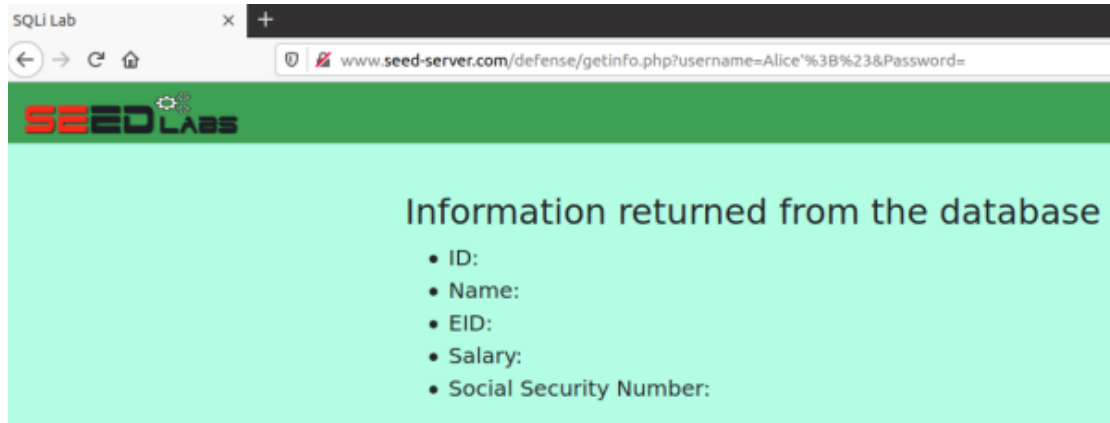 SQLi Lab
www.seed-server.com/defense/getinfo.php?username=Alice'%3B%23&Password=
SEED LABS
Information returned from the database
• ID:
• Name:
• EID:
• Salary:
• Social Security Number: